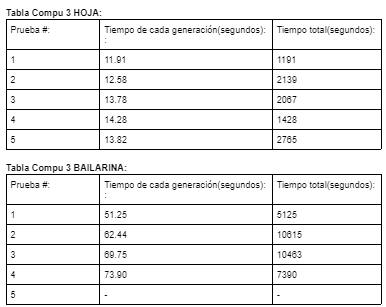 Tabla Compu 3 HOJA:
Prueba #: Tiempo de cada generación(segundos): Tiempo total(segundos):
:
1 11.91 1191
2 12.58 2139
3 13.78 2067
4 14.28 1428
5 13.82 2765
Tabla Compu 3 BAILARINA:
Prueba #: Tiempo de cada generación(segundos): Tiempo total(segundos):
:
1 51.25 5125
2 62.44 10615
3 69.75 10463
4 73.90 7390
5 - -